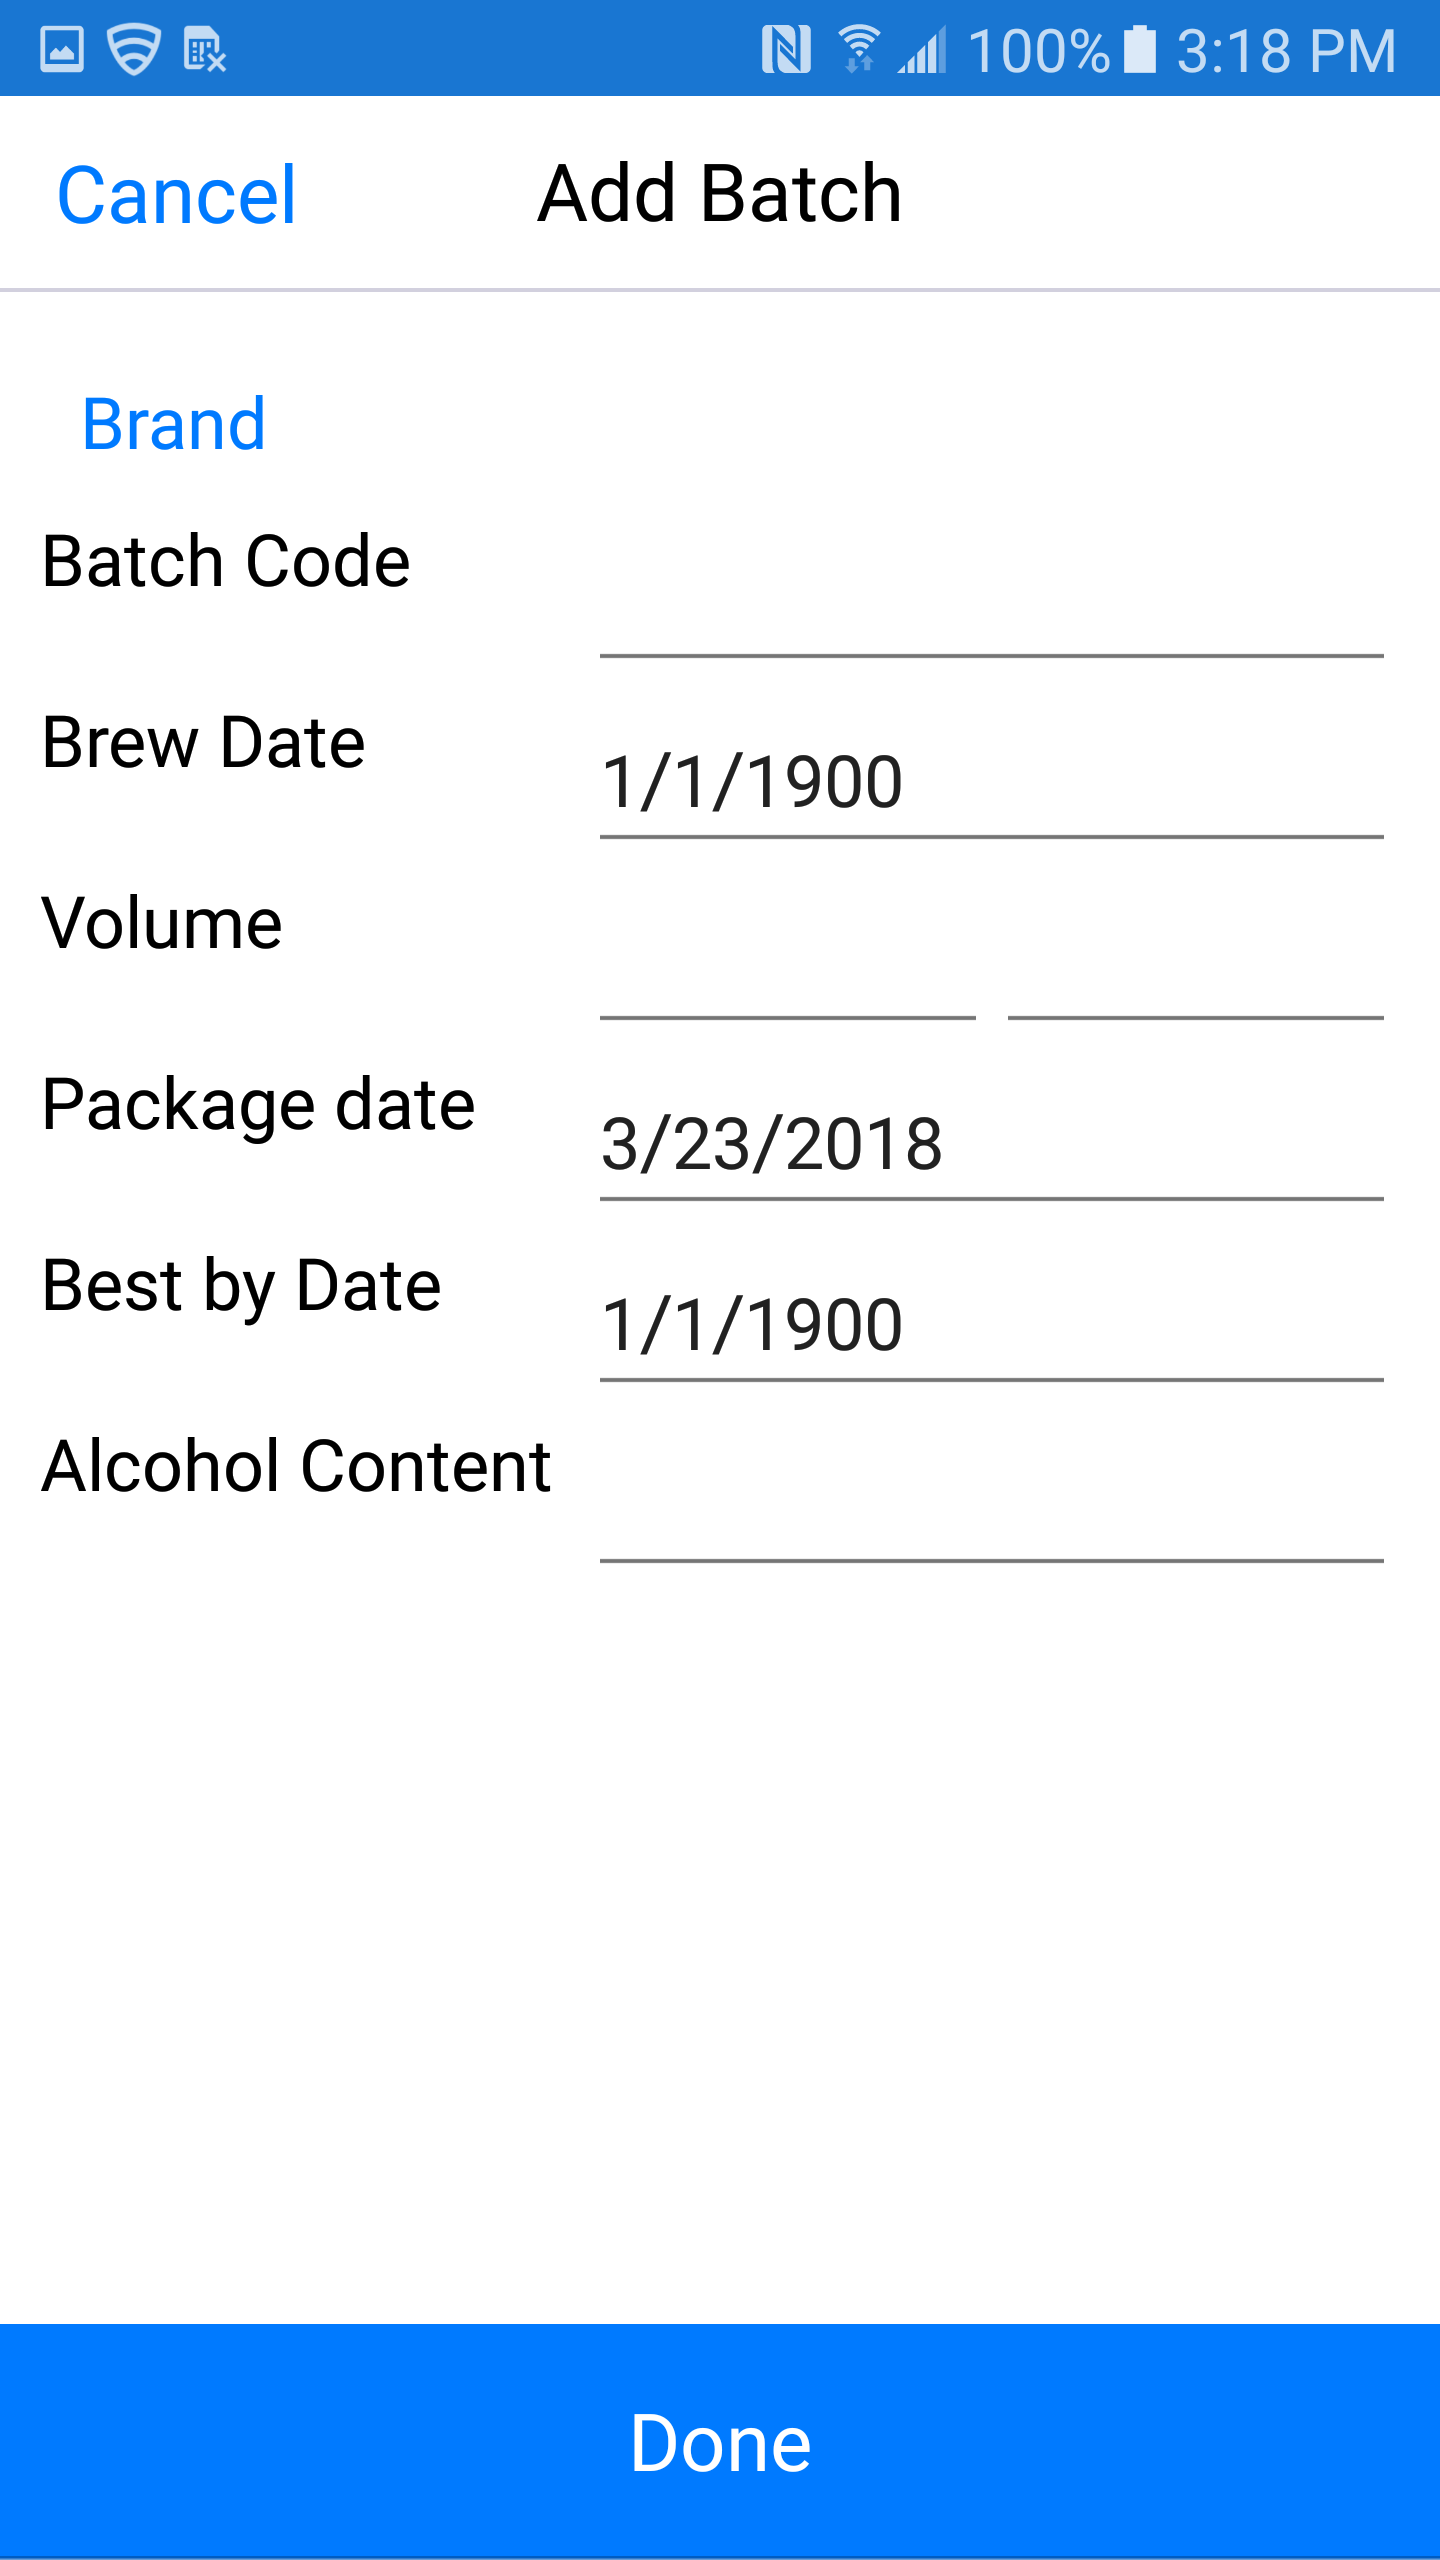 100% 3:18 PM
Cancel Add Batch
Brand
Batch Code
Brew Date 1/1/1900
Volume
Package date 3/23/2018
Best by Date 1/1/1900
Alcohol Content
Done